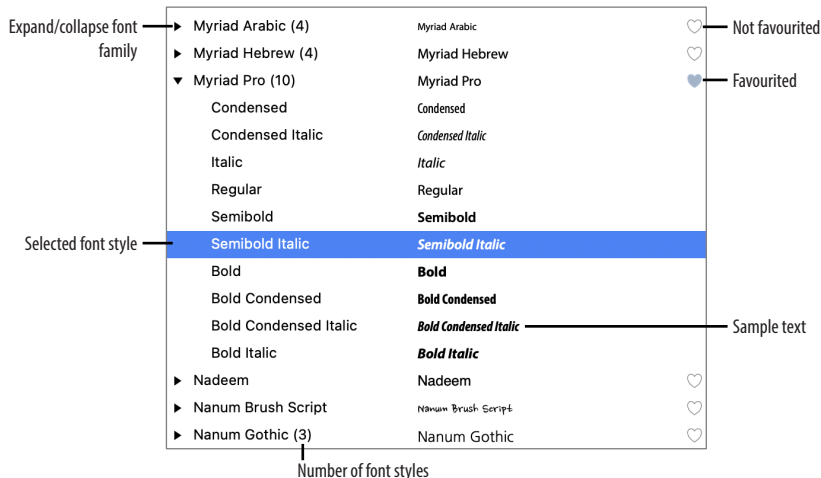 Expand/collapse font
family
Myriad Arabic (4) Myriad Arabic
Not favourited
Myriad Hebrew (4) Myriad Hebrew
Myriad Pro (10) Myriad Pro
Favourited
Condensed Condensed
Condensed Italic Condensed Italic
Italic Italic
Regular Regular
Semibold Semibold
Selected font style
Semibold Italic Semibold Italic
Bold Bold
Bold Condensed Bold Condensed
Bold Condensed Italic Bold Condensed Italic
Sample text
Bold Italic Bold Italic
Nadeem Nadeem
Nanum Brush Script Nanum Brush Script
Nanum Gothic (3) Nanum Gothic
Number of font styles